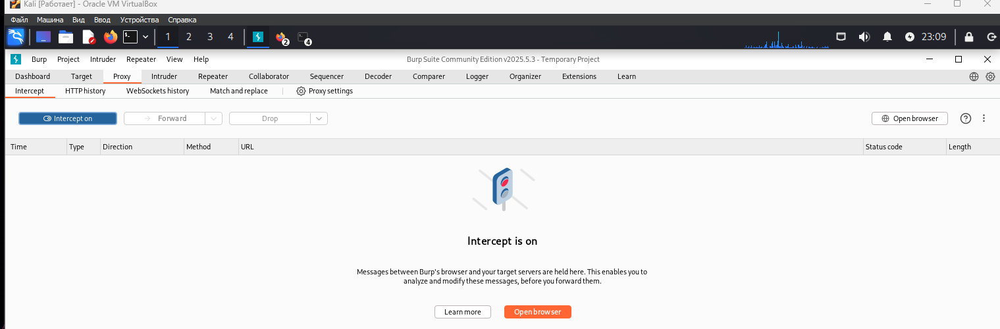 Kali [Работает] - Oracle VM VirtualBox
Файл Машина Вид Ввод Устройства Справка
1 2 3 4 2 4 23:09
Burp Project Intruder Repeater View Help Burp Suite Community Edition v2025.5.3 - Temporary Project
Dashboard Target Proxy Intruder Repeater Collaborator Sequencer Decoder Comparer Logger Organizer Extensions Learn
Intercept HTTP history WebSockets history Match and replace Proxy settings
Intercept on Forward Drop Open browser
Time Type Direction Method URL Status code Length
Intercept is on
Messages between Burp's browser and your target servers are held here. This enables you to
analyze and modify these messages, before you forward them.
Learn more Open browser